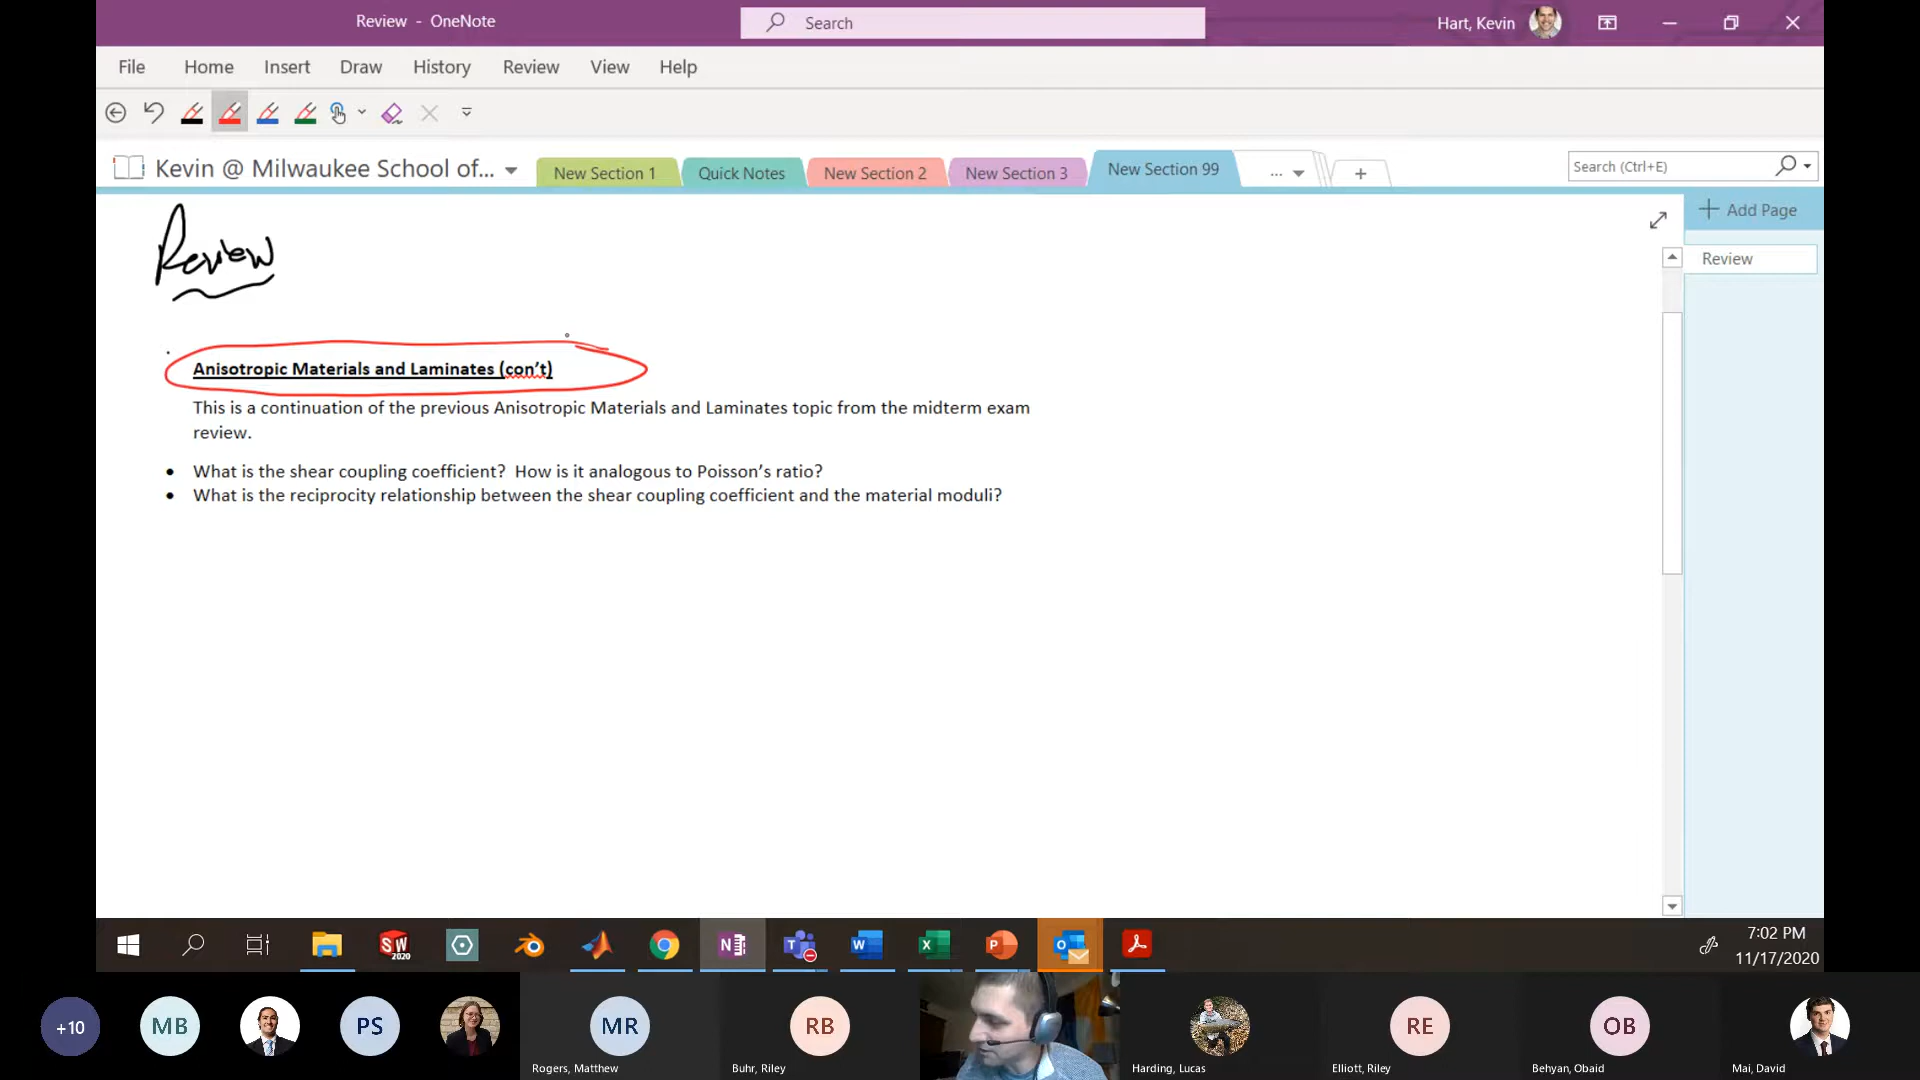 Review - OneNote
Search
Hart, Kevin
File Home Insert Draw History Review View Help
Kevin @ Milwaukee School of...
New Section 1
Quick Notes
New Section 2
New Section 3
New Section 99
...
Search (Ctrl+E)
Add Page
Review
Review
Anisotropic Materials and Laminates (con't)
This is a continuation of the previous Anisotropic Materials and Laminates topic from the midterm exam
review.
• What is the shear coupling coefficient? How is it analogous to Poisson's ratio?
• What is the reciprocity relationship between the shear coupling coefficient and the material moduli?
SW
2020
N
T
W
X
P
O
7:02 PM
11/17/2020
+10
MB
PS
MR
RB
RE
OB
Rogers, Matthew
Buhr, Riley
Harding, Lucas
Elliott, Riley
Behyan, Obaid
Mai, David